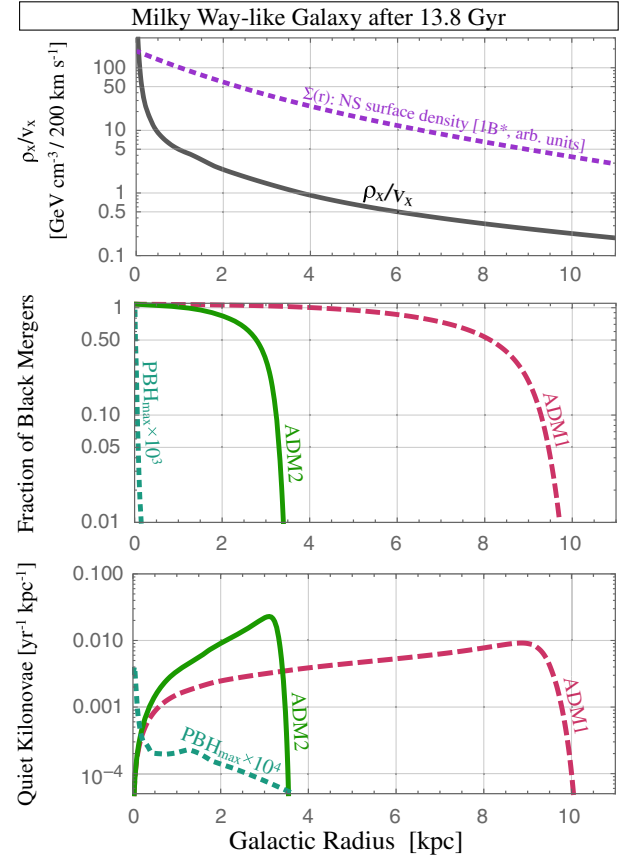 Milky Way-like Galaxy after 13.8 Gyr
ρₓ/vₓ
[GeV cm⁻³ / 200 km s⁻¹]
100
50
10
5
1
0.5
0.1
Σ(r): NS surface density [1B*, arb. units]
ρₓ/vₓ
0 2 4 6 8 10
Fraction of Black Mergers
1
0.50
0.10
0.05
0.01
PBHₘₐₓ×10³
ADM2
ADM1
0 2 4 6 8 10
Quiet Kilonovae [yr⁻¹ kpc⁻¹]
0.100
0.010
0.001
10⁻⁴
PBHₘₐₓ×10⁴
ADM2
ADM1
0 2 4 6 8 10
Galactic Radius [kpc]